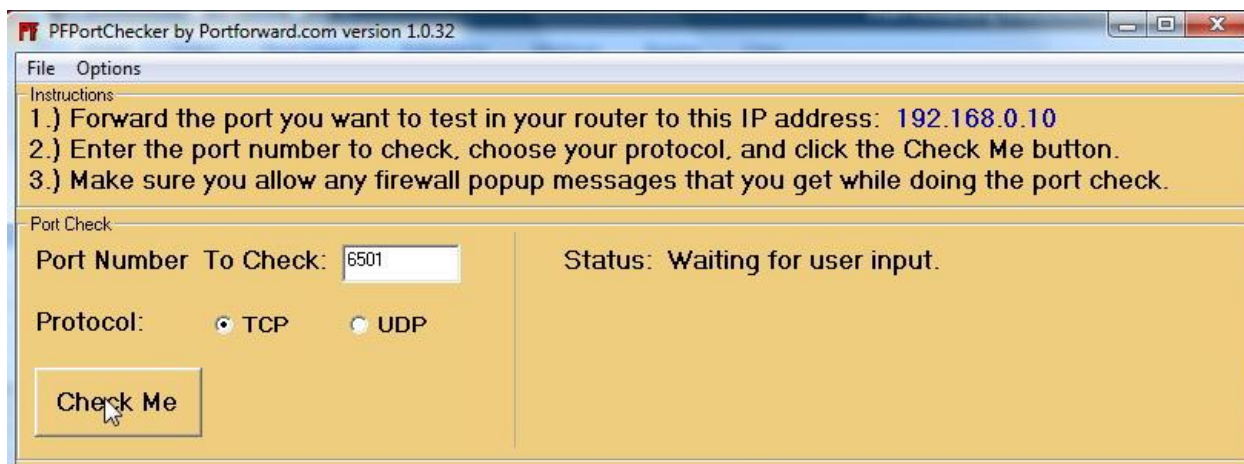 PFPortChecker by Portforward.com version 1.0.32
File Options
Instructions
1.) Forward the port you want to test in your router to this IP address: 192.168.0.10
2.) Enter the port number to check, choose your protocol, and click the Check Me button.
3.) Make sure you allow any firewall popup messages that you get while doing the port check.
Port Check
Port Number To Check: 6501
Status: Waiting for user input.
Protocol: TCP UDP
Check Me